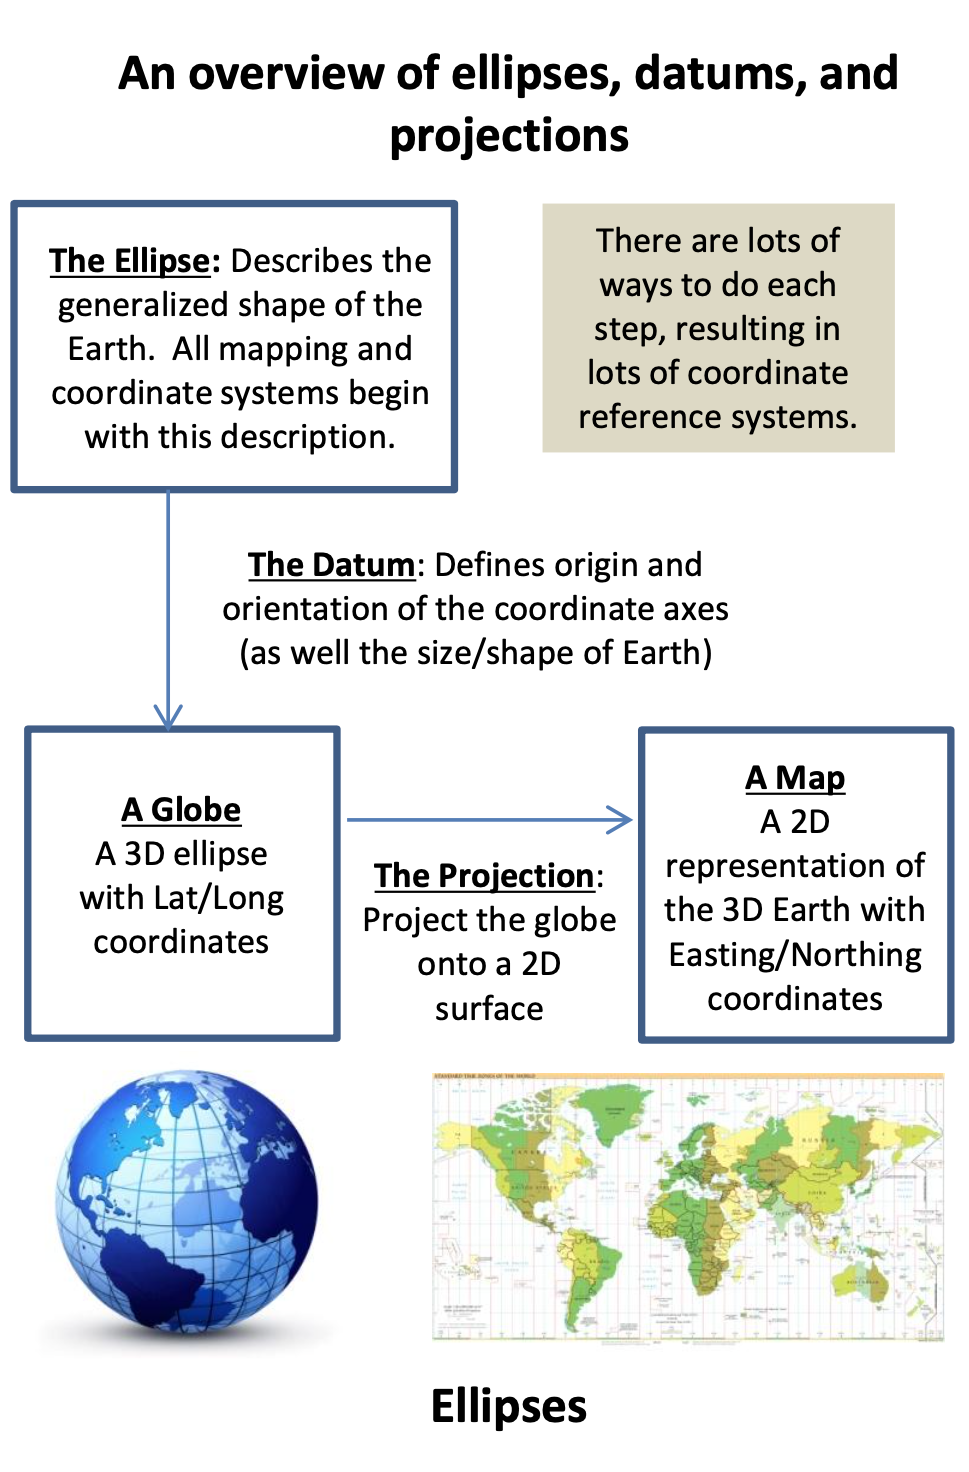 An overview of ellipses, datums, and
projections
The Ellipse: Describes the
generalized shape of the
Earth.  All mapping and
coordinate systems begin
with this description.
There are lots of
ways to do each
step, resulting in
lots of coordinate
reference systems.
The Datum: Defines origin and
orientation of the coordinate axes
(as well the size/shape of Earth)
A Globe
A 3D ellipse
with Lat/Long
coordinates
The Projection:
Project the globe
onto a 2D
surface
A Map
A 2D
representation of
the 3D Earth with
Easting/Northing
coordinates
STANDARD TIME ZONES OF THE WORLD
Ellipses